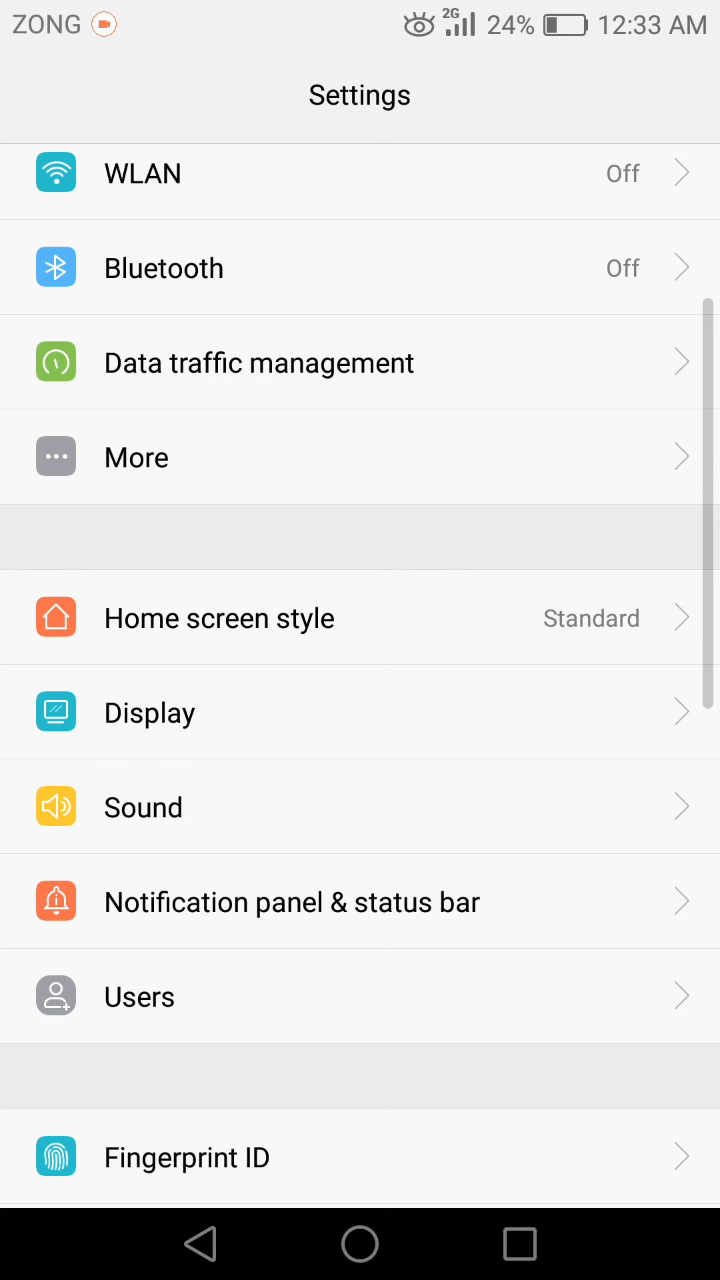 ZONG 2G 24% 12:33 AM
Settings
WLAN Off
Bluetooth Off
Data traffic management
More
Home screen style Standard
Display
Sound
Notification panel & status bar
Users
Fingerprint ID